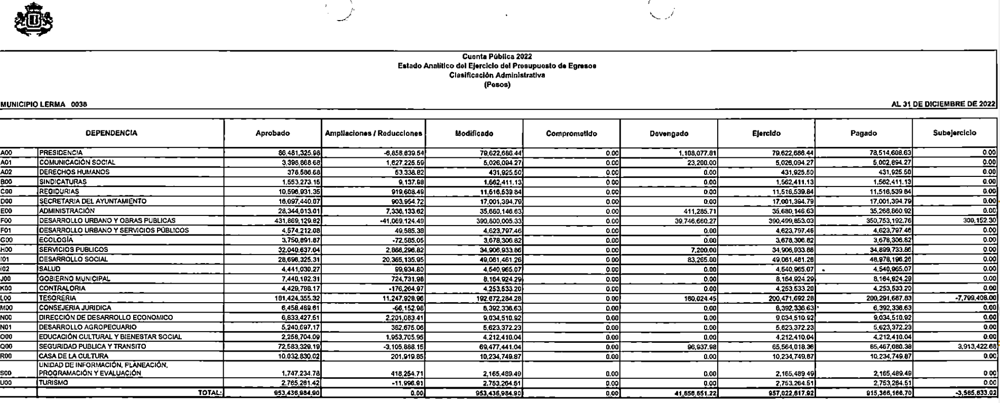 Cuenta Pública 2022
Estado Analítico del Ejercicio del Presupuesto de Egresos
Clasificación Administrativa
(Pesos)
MUNICIPIO LERMA 0038 AL 31 DE DICIEMBRE DE 2022
DEPENDENCIA Aprobado Ampliaciones / Reducciones Modificado Comprometido Devengado Ejercido Pagado Subejercicio
A00 PRESIDENCIA 86,481,325.98 -6,858,639.54 79,622,686.44 0.00 1,108,077.81 79,622,686.44 78,514,608.63 0.00
A01 COMUNICACIÓN SOCIAL 3,398,868.68 1,627,225.59 5,026,094.27 0.00 23,200.00 5,026,094.27 5,002,894.27 0.00
A02 DERECHOS HUMANOS 378,586.68 53,338.82 431,925.50 0.00 0.00 431,925.50 431,925.50 0.00
B00 SINDICATURAS 1,553,273.15 9,137.98 1,562,411.13 0.00 0.00 1,562,411.13 1,562,411.13 0.00
C00 REGIDURIAS 10,596,931.35 919,608.49 11,516,539.84 0.00 0.00 11,516,539.84 11,516,539.84 0.00
D00 SECRETARIA DEL AYUNTAMIENTO 16,097,440.07 903,954.72 17,001,394.79 0.00 0.00 17,001,394.79 17,001,394.79 0.00
E00 ADMINISTRACIÓN 28,344,013.01 7,336,133.62 35,680,146.63 0.00 411,285.71 35,680,146.63 35,268,860.92 0.00
F00 DESARROLLO URBANO Y OBRAS PUBLICAS 431,869,129.82 -41,069,124.49 390,800,005.33 0.00 39,746,660.27 390,499,853.03 350,753,192.76 300,152.30
F01 DESARROLLO URBANO Y SERVICIOS PÚBLICOS 4,574,212.08 49,585.38 4,623,797.46 0.00 0.00 4,623,797.46 4,623,797.46 0.00
G00 ECOLOGÍA 3,750,891.87 -72,585.05 3,678,306.82 0.00 0.00 3,678,306.82 3,678,306.82 0.00
H00 SERVICIOS PUBLICOS 32,040,637.04 2,866,296.82 34,906,933.86 0.00 7,200.00 34,906,933.86 34,899,733.86 0.00
I01 DESARROLLO SOCIAL 28,696,325.31 20,365,135.95 49,061,461.26 0.00 83,265.00 49,061,461.26 48,978,196.26 0.00
I02 SALUD 4,441,030.27 99,934.80 4,540,965.07 0.00 0.00 4,540,965.07 4,540,965.07 0.00
J00 GOBIERNO MUNICIPAL 7,440,192.31 724,731.98 8,164,924.29 0.00 0.00 8,164,924.29 8,164,924.29 0.00
K00 CONTRALORIA 4,429,798.17 -176,264.97 4,253,533.20 0.00 0.00 4,253,533.20 4,253,533.20 0.00
L00 TESORERIA 181,424,355.32 11,247,928.96 192,672,284.28 0.00 180,024.45 200,471,692.28 200,291,667.83 -7,799,408.00
M00 CONSEJERIA JURIDICA 6,458,489.61 -66,152.98 6,392,336.63 0.00 0.00 6,392,336.63 6,392,336.63 0.00
N00 DIRECCIÓN DE DESARROLLO ECONOMICO 6,833,427.51 2,201,083.41 9,034,510.92 0.00 0.00 9,034,510.92 9,034,510.92 0.00
N01 DESARROLLO AGROPECUARIO 5,240,697.17 382,675.06 5,623,372.23 0.00 0.00 5,623,372.23 5,623,372.23 0.00
O00 EDUCACIÓN CULTURAL Y BIENESTAR SOCIAL 2,258,704.09 1,953,705.95 4,212,410.04 0.00 0.00 4,212,410.04 4,212,410.04 0.00
Q00 SEGURIDAD PUBLICA Y TRANSITO 72,583,329.19 -3,105,888.15 69,477,441.04 0.00 96,937.98 65,564,018.36 65,467,080.38 3,913,422.68
R00 CASA DE LA CULTURA 10,032,830.02 201,919.85 10,234,749.87 0.00 0.00 10,234,749.87 10,234,749.87 0.00
UNIDAD DE INFORMACIÓN, PLANEACIÓN,
S00 PROGRAMACIÓN Y EVALUACIÓN 1,747,234.78 418,254.71 2,165,489.49 0.00 0.00 2,165,489.49 2,165,489.49 0.00
U00 TURISMO 2,765,261.42 -11,996.91 2,753,264.51 0.00 0.00 2,753,264.51 2,753,264.51 0.00
TOTAL: 953,436,984.90 0.00 953,436,984.90 0.00 41,656,651.22 957,022,817.92 915,366,166.70 -3,585,833.02